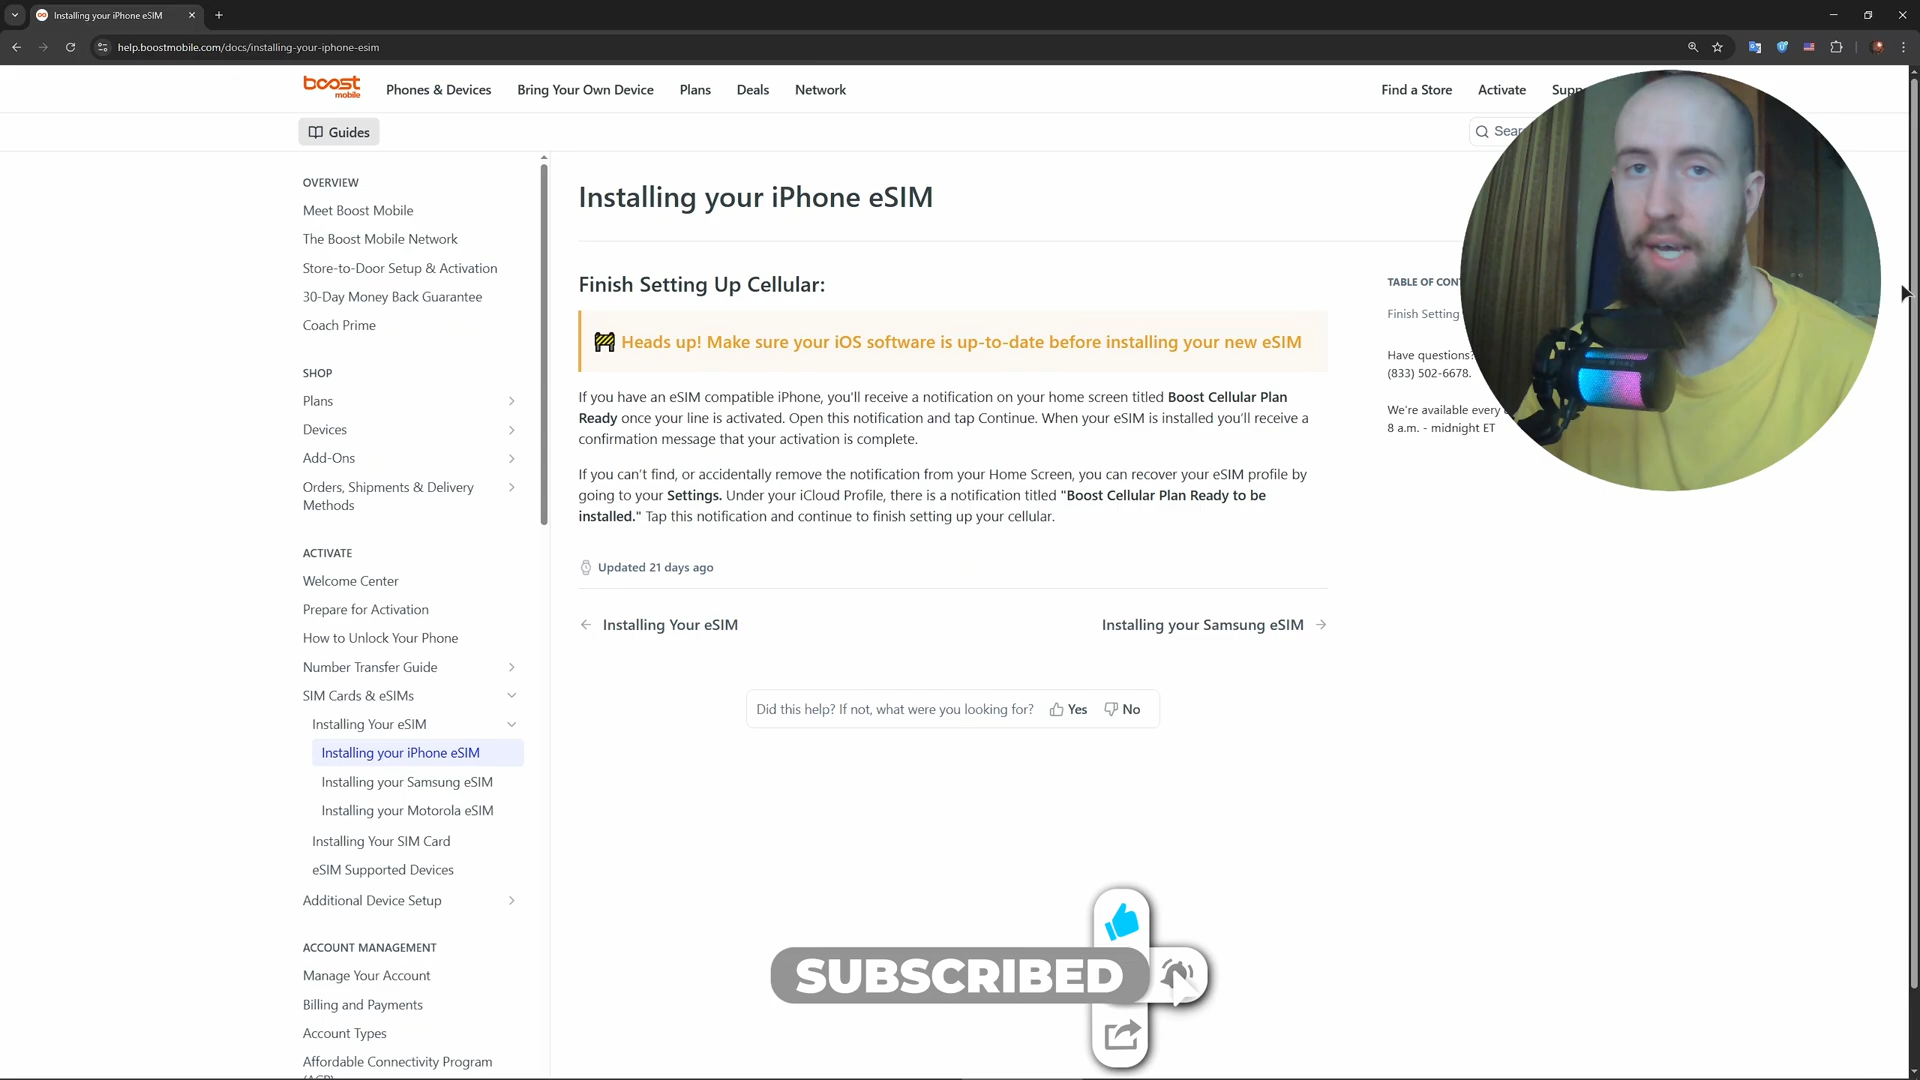 Installing your iPhone eSIM
help.boostmobile.com/docs/installing-your-iphone-esim
boost mobile
Phones & Devices
Bring Your Own Device
Plans
Deals
Network
Find a Store
Activate
Supp
Guides
Sear
OVERVIEW
Meet Boost Mobile
The Boost Mobile Network
Store-to-Door Setup & Activation
30-Day Money Back Guarantee
Coach Prime
SHOP
Plans
Devices
Add-Ons
Orders, Shipments & Delivery
Methods
ACTIVATE
Welcome Center
Prepare for Activation
How to Unlock Your Phone
Number Transfer Guide
SIM Cards & eSIMs
Installing Your eSIM
Installing your iPhone eSIM
Installing your Samsung eSIM
Installing your Motorola eSIM
Installing Your SIM Card
eSIM Supported Devices
Additional Device Setup
ACCOUNT MANAGEMENT
Manage Your Account
Billing and Payments
Account Types
Affordable Connectivity Program
Installing your iPhone eSIM
Finish Setting Up Cellular:
Heads up! Make sure your iOS software is up-to-date before installing your new eSIM
If you have an eSIM compatible iPhone, you'll receive a notification on your home screen titled Boost Cellular Plan
Ready once your line is activated. Open this notification and tap Continue. When your eSIM is installed you'll receive a
confirmation message that your activation is complete.
If you can't find, or accidentally remove the notification from your Home Screen, you can recover your eSIM profile by
going to your Settings. Under your iCloud Profile, there is a notification titled "Boost Cellular Plan Ready to be
installed." Tap this notification and continue to finish setting up your cellular.
Updated 21 days ago
Installing Your eSIM
Installing your Samsung eSIM
Did this help? If not, what were you looking for? Yes No
TABLE OF CON
Finish Setting
Have questions?
(833) 502-6678.
We're available every
8 a.m. - midnight ET
SUBSCRIBED